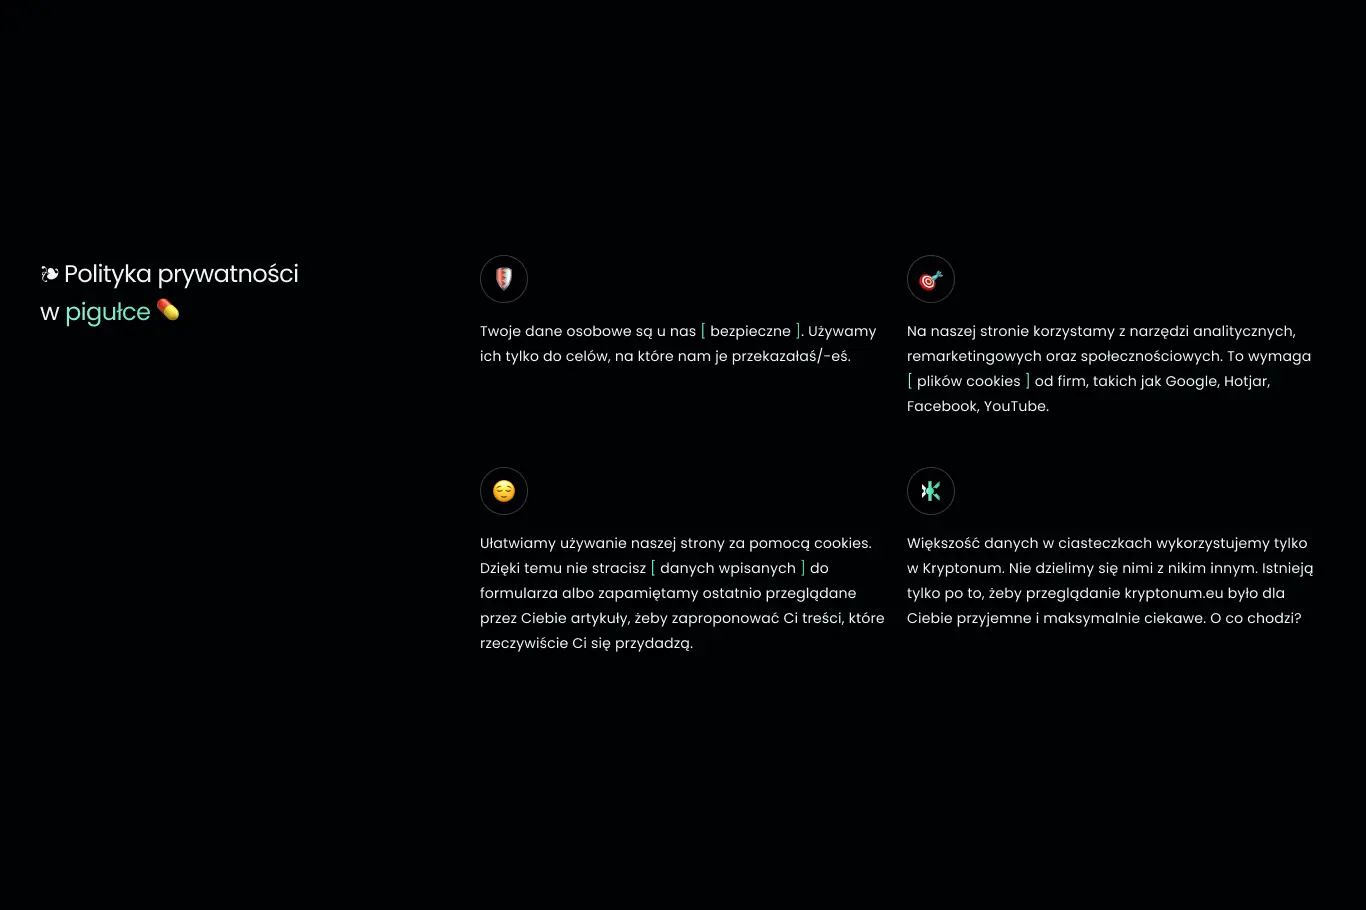 ❧ Polityka prywatności
w pigułce 💊
Twoje dane osobowe są u nas [ bezpieczne ]. Używamy
ich tylko do celów, na które nam je przekazałaś/-eś.
Na naszej stronie korzystamy z narzędzi analitycznych,
remarketingowych oraz społecznościowych. To wymaga
[ plików cookies ] od firm, takich jak Google, Hotjar,
Facebook, YouTube.
Ułatwiamy używanie naszej strony za pomocą cookies.
Dzięki temu nie stracisz [ danych wpisanych ] do
formularza albo zapamiętamy ostatnio przeglądane
przez Ciebie artykuły, żeby zaproponować Ci treści, które
rzeczywiście Ci się przydadzą.
Większość danych w ciasteczkach wykorzystujemy tylko
w Kryptonum. Nie dzielimy się nimi z nikim innym. Istnieją
tylko po to, żeby przeglądanie kryptonum.eu było dla
Ciebie przyjemne i maksymalnie ciekawe. O co chodzi?